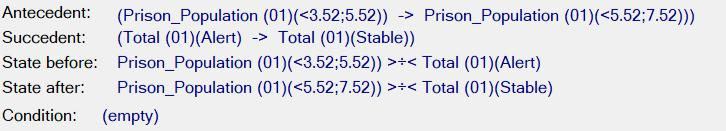 Antecedent: (Prison_Population (01)(<3.52;5.52)) -> Prison_Population (01)(<5.52;7.52)))
Succedent: (Total (01)(Alert) -> Total (01)(Stable))
State before: Prison_Population (01)(<3.52;5.52)) >÷< Total (01)(Alert)
State after: Prison_Population (01)(<5.52;7.52)) >÷< Total (01)(Stable)
Condition: (empty)